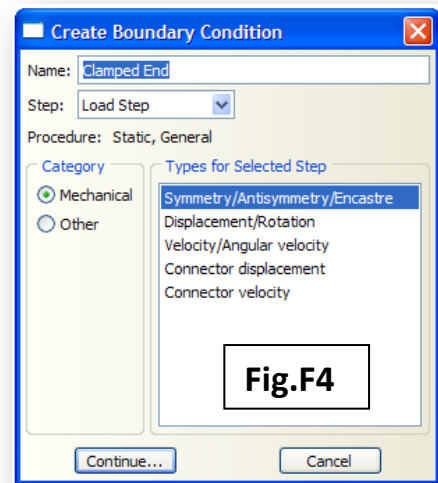 Create Boundary Condition
Name: Clamped End
Step: Load Step
Procedure: Static, General
Category
Mechanical
Other
Types for Selected Step
Symmetry/Antisymmetry/Encastre
Displacement/Rotation
Velocity/Angular velocity
Connector displacement
Connector velocity
Fig.F4
Continue...
Cancel